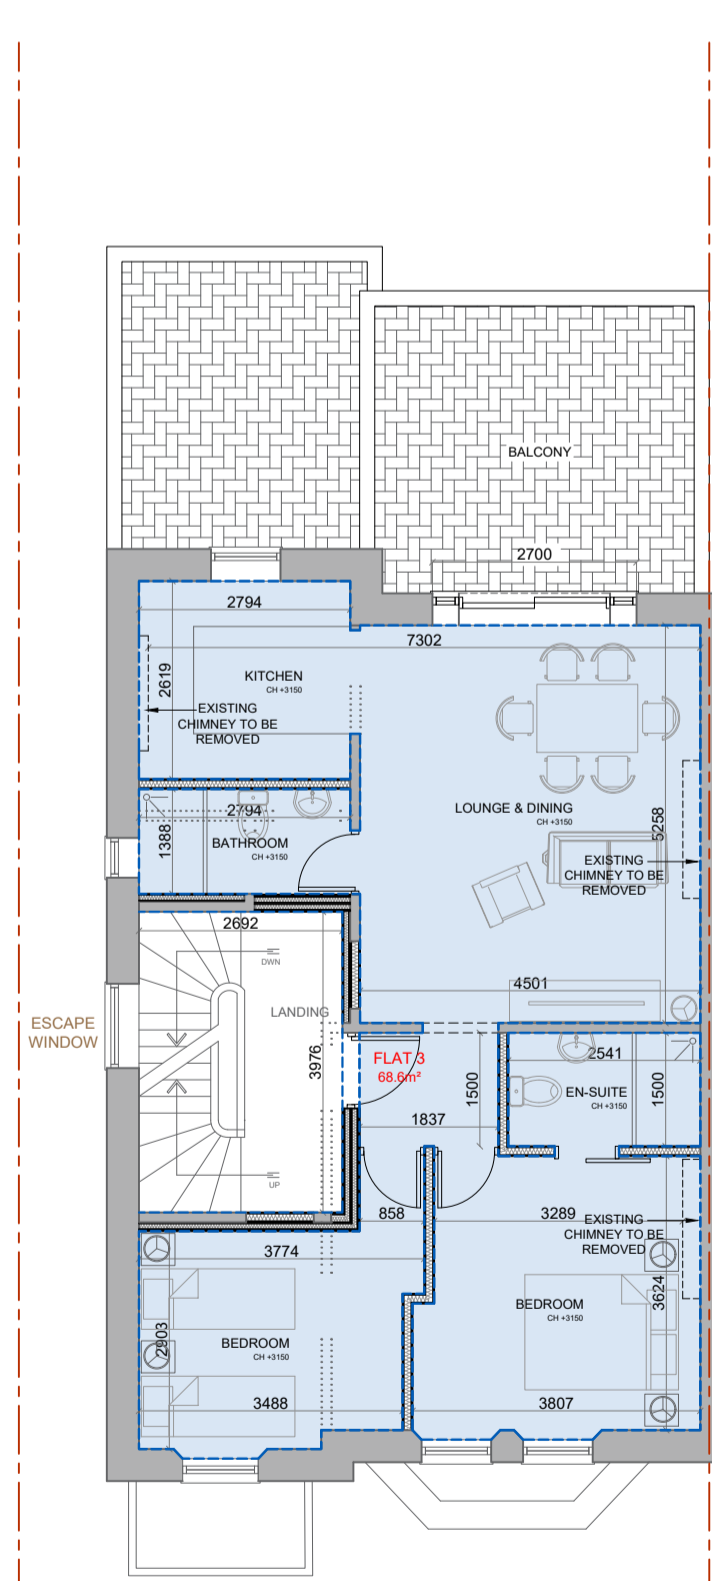 BALCONY
2700
2794
7302
2619
KITCHEN
CH +3150
EXISTING
CHIMNEY TO BE
REMOVED
LOUNGE & DINING
CH +3150
5258
2794
1388
BATHROOM
CH +3150
EXISTING
CHIMNEY TO BE
REMOVED
2692
DWN
4501
LANDING
ESCAPE
WINDOW
3976
FLAT 3
68.6m²
2541
1500
EN-SUITE
CH +3150
1500
1837
UP
858
3289
EXISTING
CHIMNEY TO BE
REMOVED
3774
3624
BEDROOM
CH +3150
2903
BEDROOM
CH +3150
3488
3807